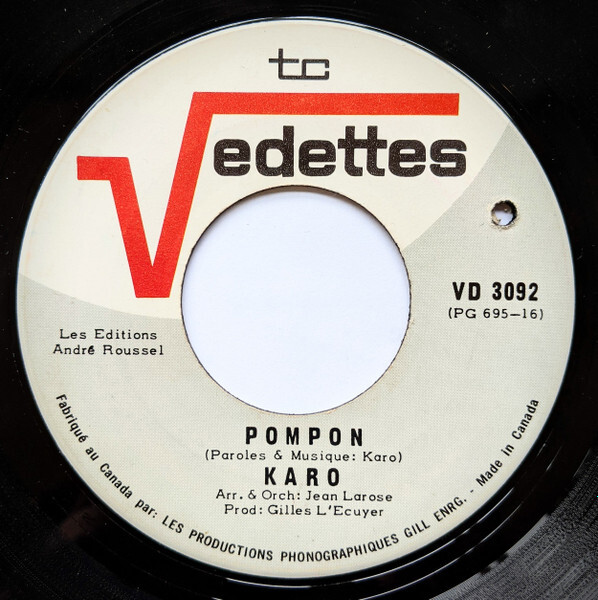 tc
Vedettes
VD 3092
(PG 695-16)
Les Editions
André Roussel
POMPON
(Paroles & Musique: Karo)
KARO
Arr. & Orch: Jean Larose
Prod: Gilles L'Ecuyer
Fabriqué au Canada par: LES PRODUCTIONS PHONOGRAPHIQUES GILL ENRG. - Made in Canada